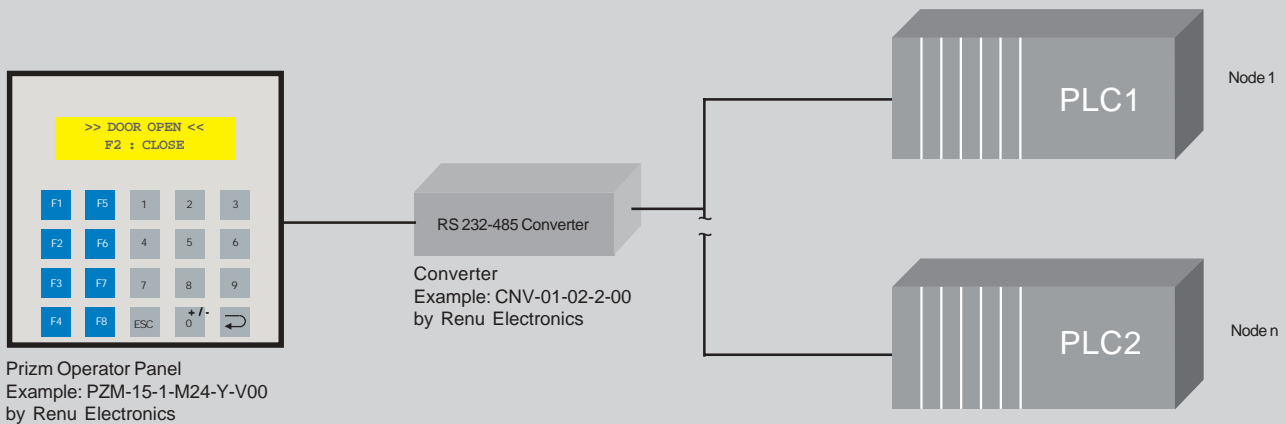 >> DOOR OPEN <<
F2 : CLOSE
F1 F5 1 2 3
F2 F6 4 5 6
F3 F7 7 8 9
+ / -
F4 F8 ESC 0
Prizm Operator Panel
Example: PZM-15-1-M24-Y-V00
by Renu Electronics
RS 232-485 Converter
Converter
Example: CNV-01-02-2-00
by Renu Electronics
PLC1
Node 1
PLC2
Node n